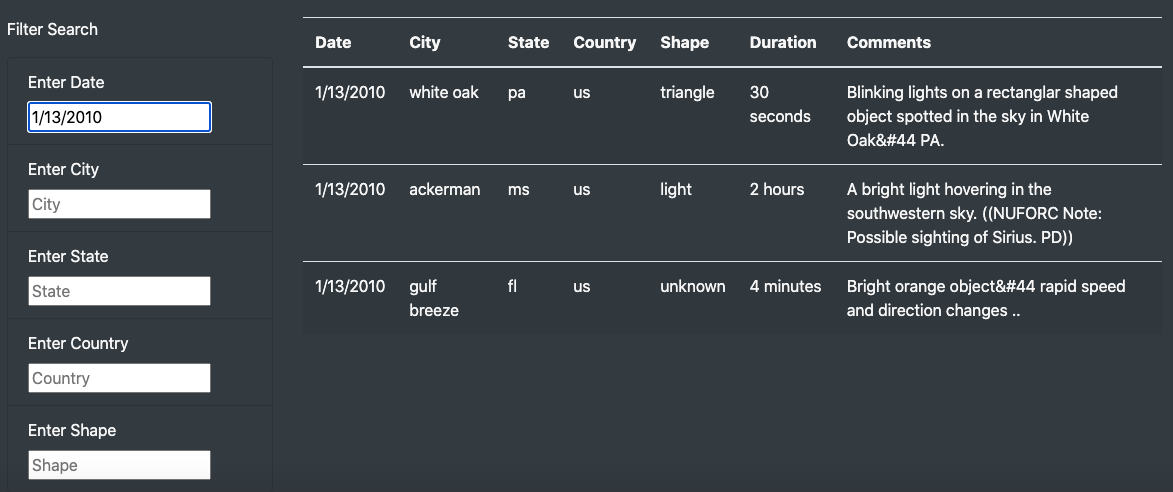 Filter Search
Enter Date
1/13/2010
Enter City
City
Enter State
State
Enter Country
Country
Enter Shape
Shape
Date City State Country Shape Duration Comments
1/13/2010 white oak pa us triangle 30 seconds Blinking lights on a rectanglar shaped
object spotted in the sky in White
Oak&#44 PA.
1/13/2010 ackerman ms us light 2 hours A bright light hovering in the
southwestern sky. ((NUFORC Note:
Possible sighting of Sirius. PD))
1/13/2010 gulf breeze fl us unknown 4 minutes Bright orange object&#44 rapid speed
and direction changes ..